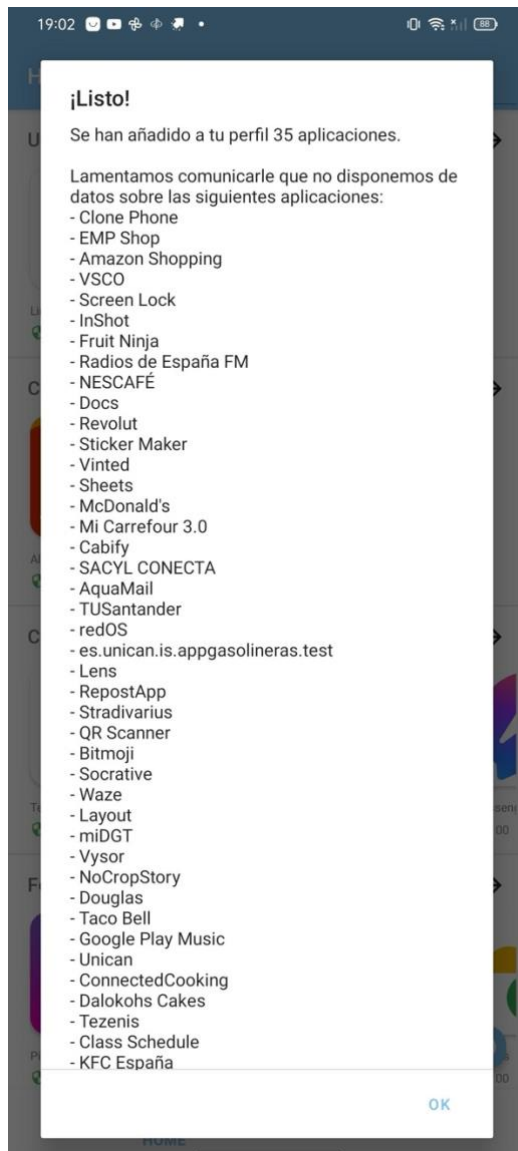 19:02
88
H
¡Listo!
Se han añadido a tu perfil 35 aplicaciones.
Lamentamos comunicarle que no disponemos de
datos sobre las siguientes aplicaciones:
- Clone Phone
- EMP Shop
- Amazon Shopping
- VSCO
- Screen Lock
- InShot
- Fruit Ninja
- Radios de España FM
- NESCAFÉ
- Docs
- Revolut
- Sticker Maker
- Vinted
- Sheets
- McDonald's
- Mi Carrefour 3.0
- Cabify
- SACYL CONECTA
- AquaMail
- TUSantander
- redOS
- es.unican.is.appgasolineras.test
- Lens
- RepostApp
- Stradivarius
- QR Scanner
- Bitmoji
- Socrative
- Waze
- Layout
- miDGT
- Vysor
- NoCropStory
- Douglas
- Taco Bell
- Google Play Music
- Unican
- ConnectedCooking
- Dalokohs Cakes
- Tezenis
- Class Schedule
- KFC España
OK
HOME